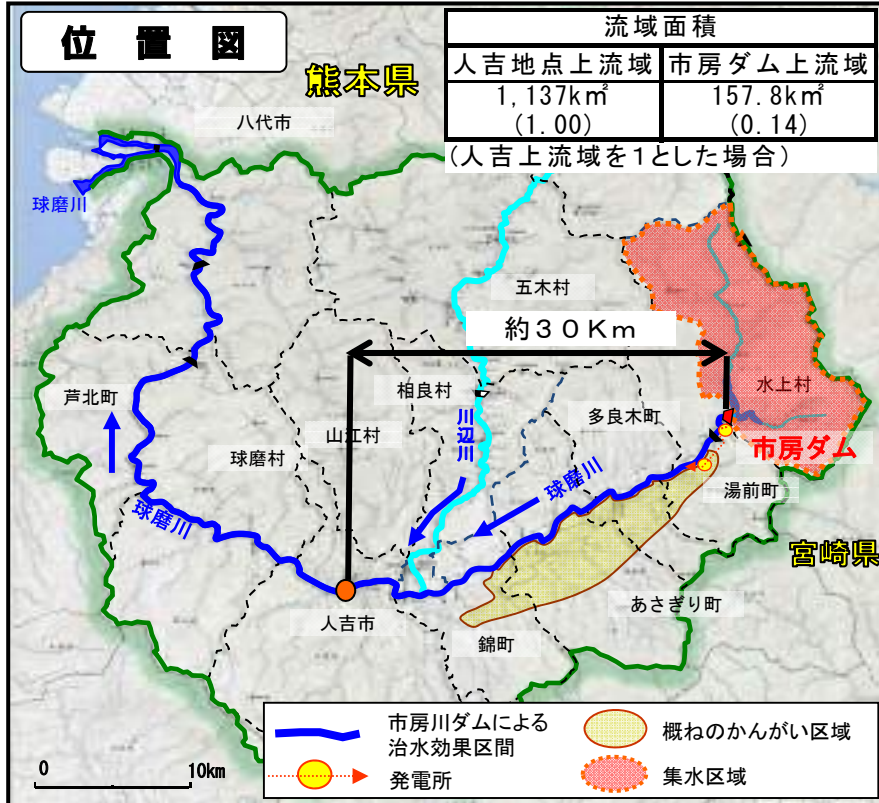 位置図
流域面積
人吉地点上流域 市房ダム上流域
1,137k㎡ 157.8k㎡
(1.00) (0.14)
(人吉上流域を1とした場合)
熊本県
八代市
球磨川
五木村
約30Km
水上村
芦北町
相良村
多良木町
川辺川
山江村
球磨村
市房ダム
湯前町
球磨川
球磨川
宮崎県
あさぎり町
人吉市
錦町
市房川ダムによる
治水効果区間
概ねのかんがい区域
発電所
集水区域
0 10km